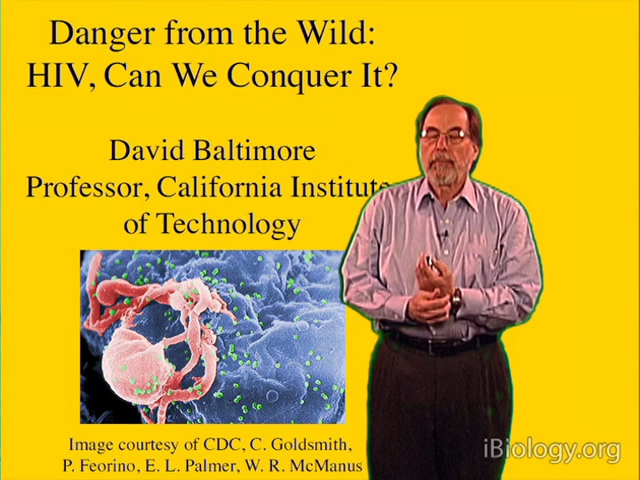 Danger from the Wild:
HIV, Can We Conquer It?
David Baltimore
Professor, California Institute
of Technology
Image courtesy of CDC, C. Goldsmith,
P. Feorino, E. L. Palmer, W. R. McManus
iBiology.org